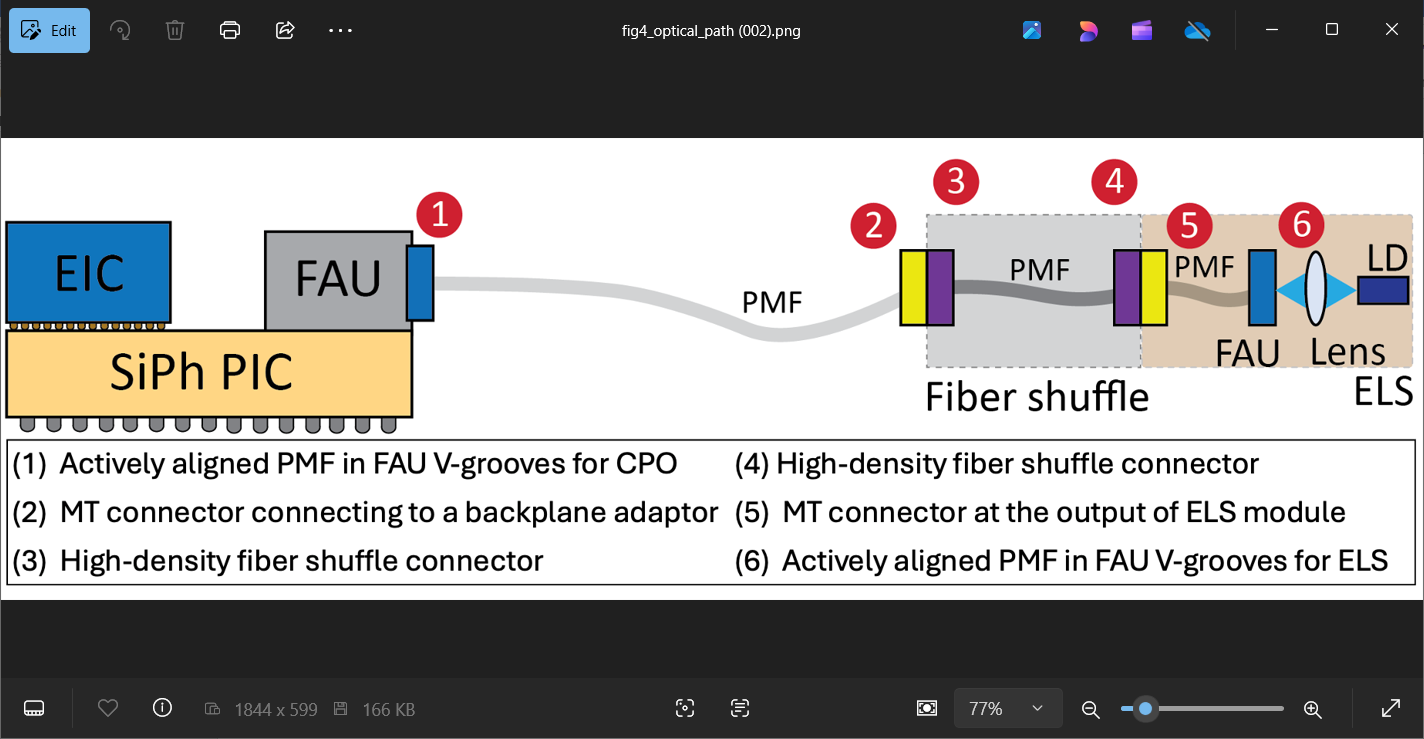 Edit
fig4_optical_path (002).png
1
2
3
4
5
6
EIC
FAU
SiPh PIC
PMF
PMF
PMF
LD
FAU
Lens
Fiber shuffle
ELS
(1) Actively aligned PMF in FAU V-grooves for CPO
(2) MT connector connecting to a backplane adaptor
(3) High-density fiber shuffle connector
(4) High-density fiber shuffle connector
(5) MT connector at the output of ELS module
(6) Actively aligned PMF in FAU V-grooves for ELS
1844 x 599
166 KB
77%